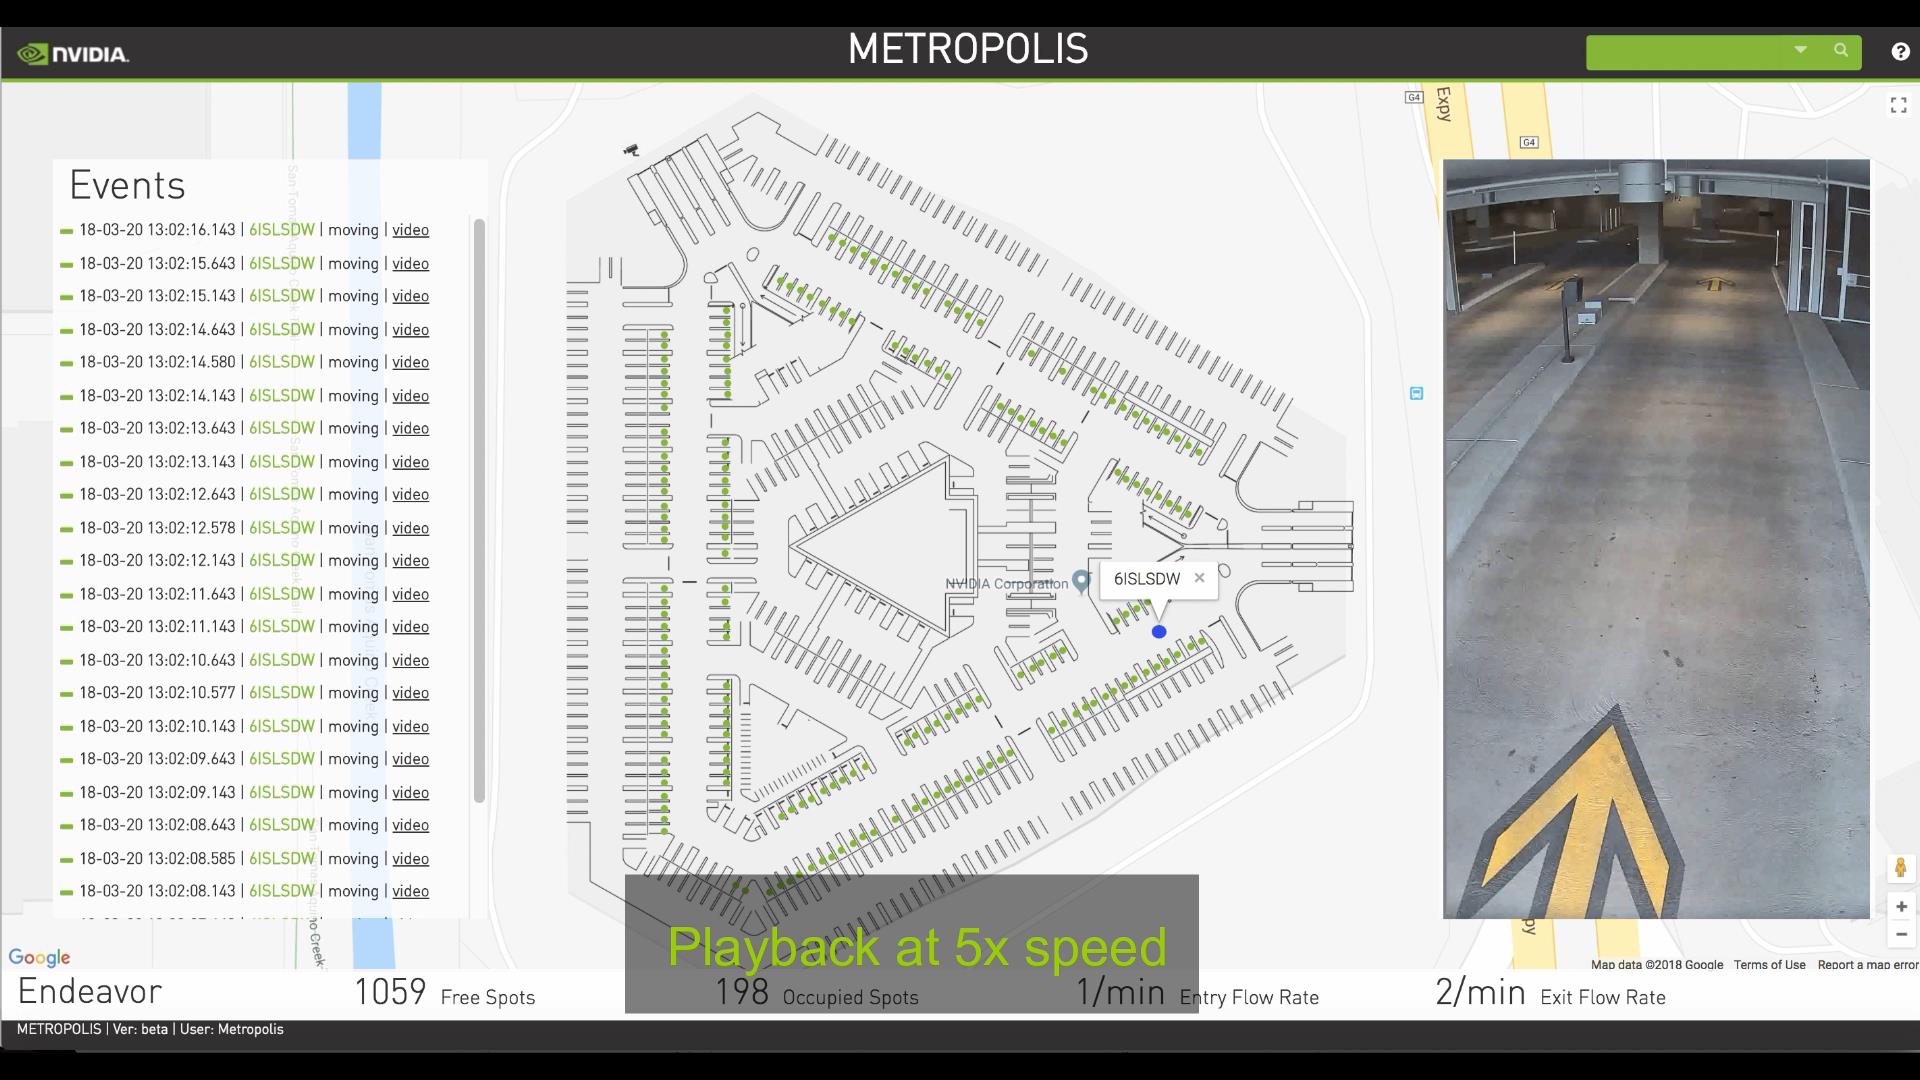 NVIDIA.
METROPOLIS
?
G4
Expy
G4
Events
18-03-20 13:02:16.143 | 6ISLSDW | moving | video
18-03-20 13:02:15.643 | 6ISLSDW | moving | video
18-03-20 13:02:15.143 | 6ISLSDW | moving | video
18-03-20 13:02:14.643 | 6ISLSDW | moving | video
18-03-20 13:02:14.580 | 6ISLSDW | moving | video
18-03-20 13:02:14.143 | 6ISLSDW | moving | video
18-03-20 13:02:13.643 | 6ISLSDW | moving | video
18-03-20 13:02:13.143 | 6ISLSDW | moving | video
18-03-20 13:02:12.643 | 6ISLSDW | moving | video
18-03-20 13:02:12.578 | 6ISLSDW | moving | video
18-03-20 13:02:12.143 | 6ISLSDW | moving | video
18-03-20 13:02:11.643 | 6ISLSDW | moving | video
18-03-20 13:02:11.143 | 6ISLSDW | moving | video
18-03-20 13:02:10.643 | 6ISLSDW | moving | video
18-03-20 13:02:10.577 | 6ISLSDW | moving | video
18-03-20 13:02:10.143 | 6ISLSDW | moving | video
18-03-20 13:02:09.643 | 6ISLSDW | moving | video
18-03-20 13:02:09.143 | 6ISLSDW | moving | video
18-03-20 13:02:08.643 | 6ISLSDW | moving | video
18-03-20 13:02:08.585 | 6ISLSDW | moving | video
18-03-20 13:02:08.143 | 6ISLSDW | moving | video
NVIDIA Corporation
6ISLSDW ×
Playback at 5x speed
Google
Map data ©2018 Google Terms of Use Report a map error
Endeavor
1059 Free Spots
198 Occupied Spots
1/min Entry Flow Rate
2/min Exit Flow Rate
METROPOLIS | Ver: beta | User: Metropolis